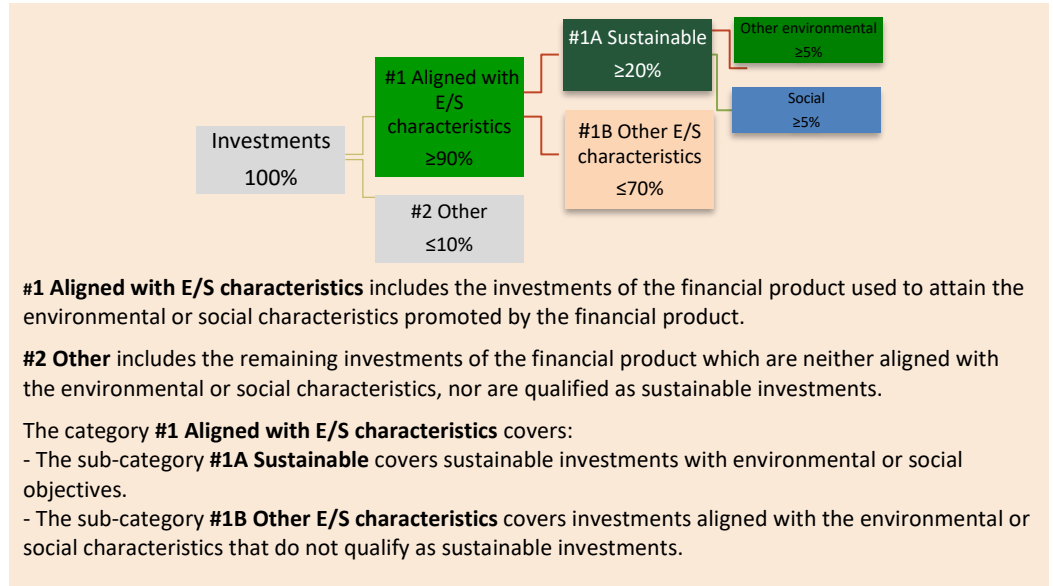 #1A Sustainable
≥20%
Other environmental
≥5%
Social
≥5%
#1 Aligned with
E/S
characteristics
≥90%
#1B Other E/S
characteristics
≤70%
Investments
100%
#2 Other
≤10%
#1 Aligned with E/S characteristics includes the investments of the financial product used to attain the
environmental or social characteristics promoted by the financial product.
#2 Other includes the remaining investments of the financial product which are neither aligned with
the environmental or social characteristics, nor are qualified as sustainable investments.
The category #1 Aligned with E/S characteristics covers:
- The sub-category #1A Sustainable covers sustainable investments with environmental or social
objectives.
- The sub-category #1B Other E/S characteristics covers investments aligned with the environmental or
social characteristics that do not qualify as sustainable investments.